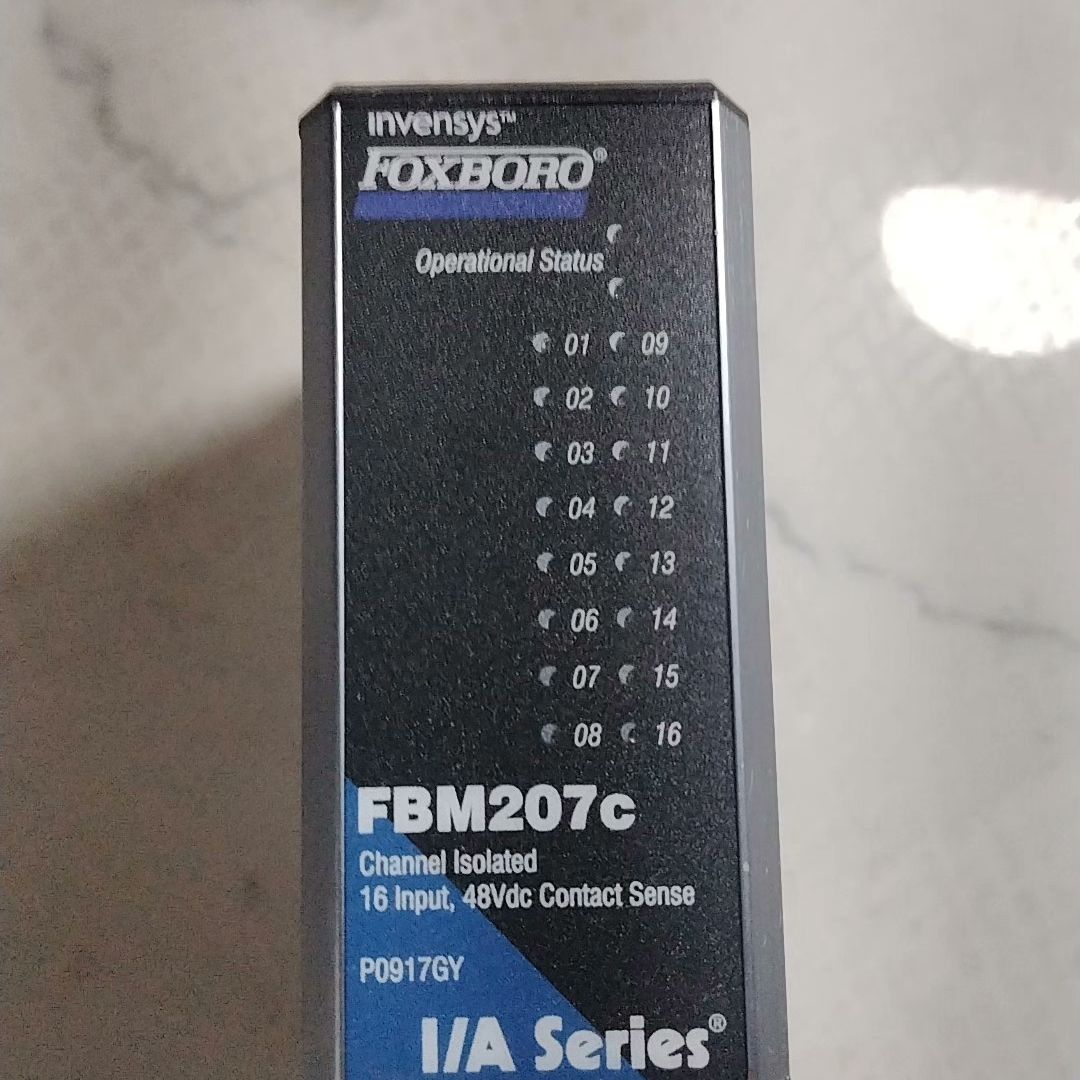 invensys™
FOXBORO®
Operational Status
01 09
02 10
03 11
04 12
05 13
06 14
07 15
08 16
FBM207c
Channel Isolated
16 Input, 48Vdc Contact Sense
P0917GY
I/A Series®